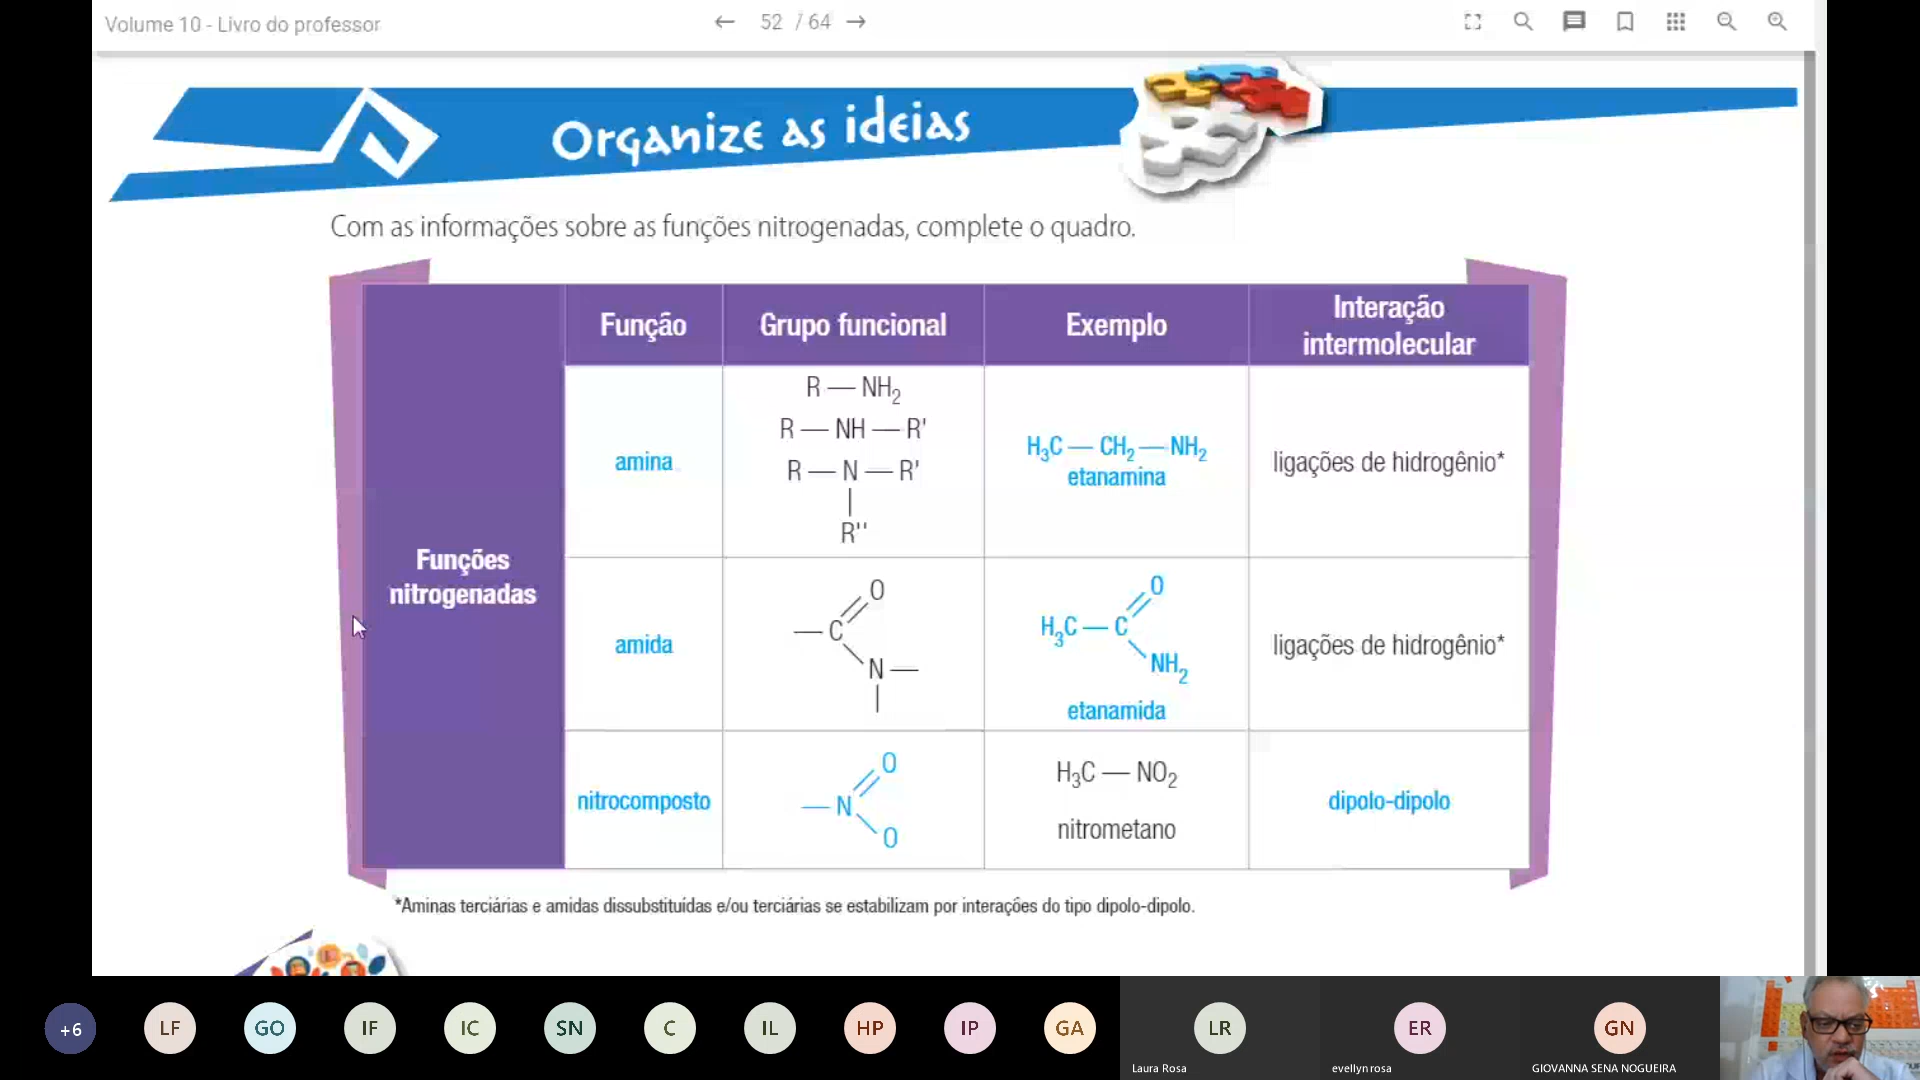 Volume 10 - Livro do professor
52 / 64
Organize as ideias
Com as informações sobre as funções nitrogenadas, complete o quadro.
Função
Grupo funcional
Exemplo
Interação
intermolecular
Funções
nitrogenadas
amina
R — NH2
R — NH — R'
R — N — R'
R''
H3C — CH2 — NH2
etanamina
ligações de hidrogênio*
amida
O
— C
N —
O
H3C — C
NH2
etanamida
ligações de hidrogênio*
nitrocomposto
O
— N
O
H3C — NO2
nitrometano
dipolo-dipolo
*Aminas terciárias e amidas dissubstituídas e/ou terciárias se estabilizam por interações do tipo dipolo-dipolo.
+6
LF
GO
IF
IC
SN
C
IL
HP
IP
GA
LR
ER
GN
Laura Rosa
evellyn rosa
GIOVANNA SENA NOGUEIRA